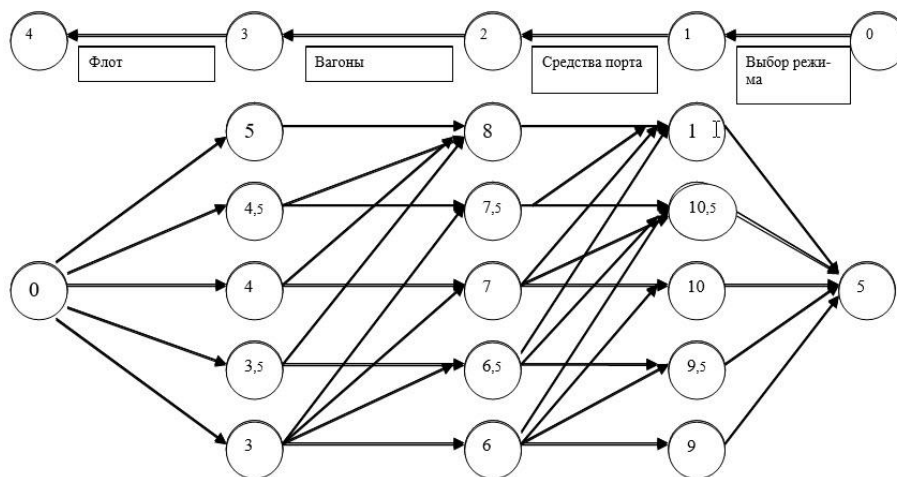 4 3 2 1 0
Флот Вагоны Средства порта Выбор режи-
ма
5 8 1
4,5 7,5 10,5
0 4 7 10 5
3,5 6,5 9,5
3 6 9